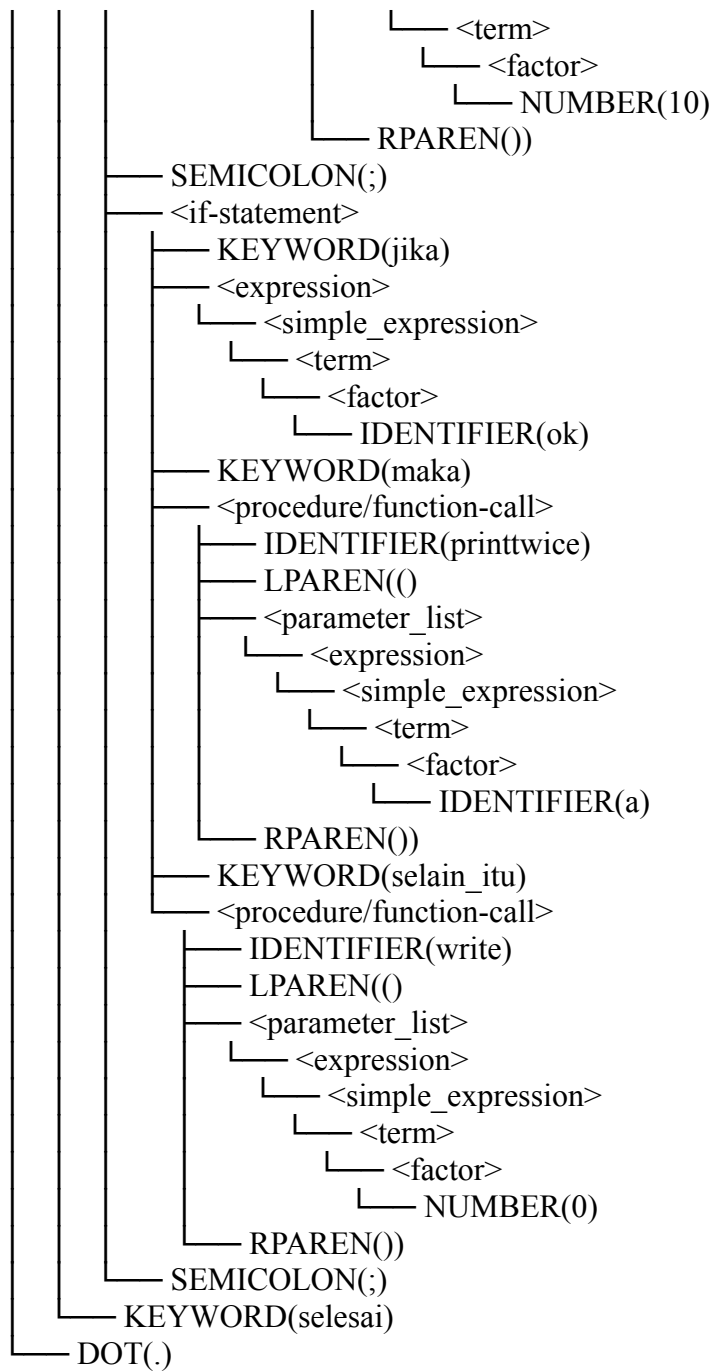 <term>
<factor>
NUMBER(10)
RPAREN())
SEMICOLON(;)
<if-statement>
KEYWORD(jika)
<expression>
<simple_expression>
<term>
<factor>
IDENTIFIER(ok)
KEYWORD(maka)
<procedure/function-call>
IDENTIFIER(printtwice)
LPAREN(()
<parameter_list>
<expression>
<simple_expression>
<term>
<factor>
IDENTIFIER(a)
RPAREN())
KEYWORD(selain_itu)
<procedure/function-call>
IDENTIFIER(write)
LPAREN(()
<parameter_list>
<expression>
<simple_expression>
<term>
<factor>
NUMBER(0)
RPAREN())
SEMICOLON(;)
KEYWORD(selesai)
DOT(.)